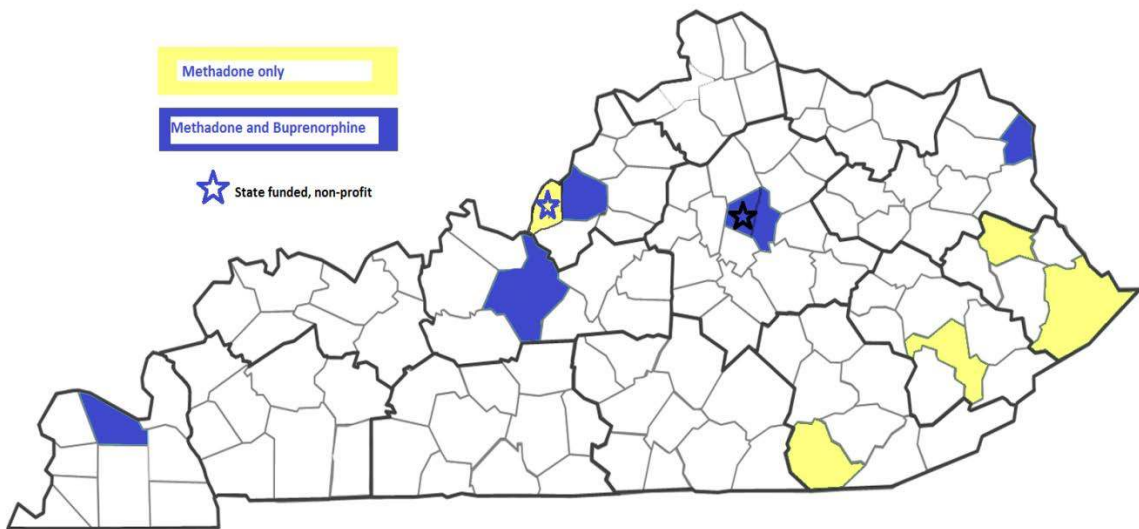 Methadone only
Methadone and Buprenorphine
State funded, non-profit